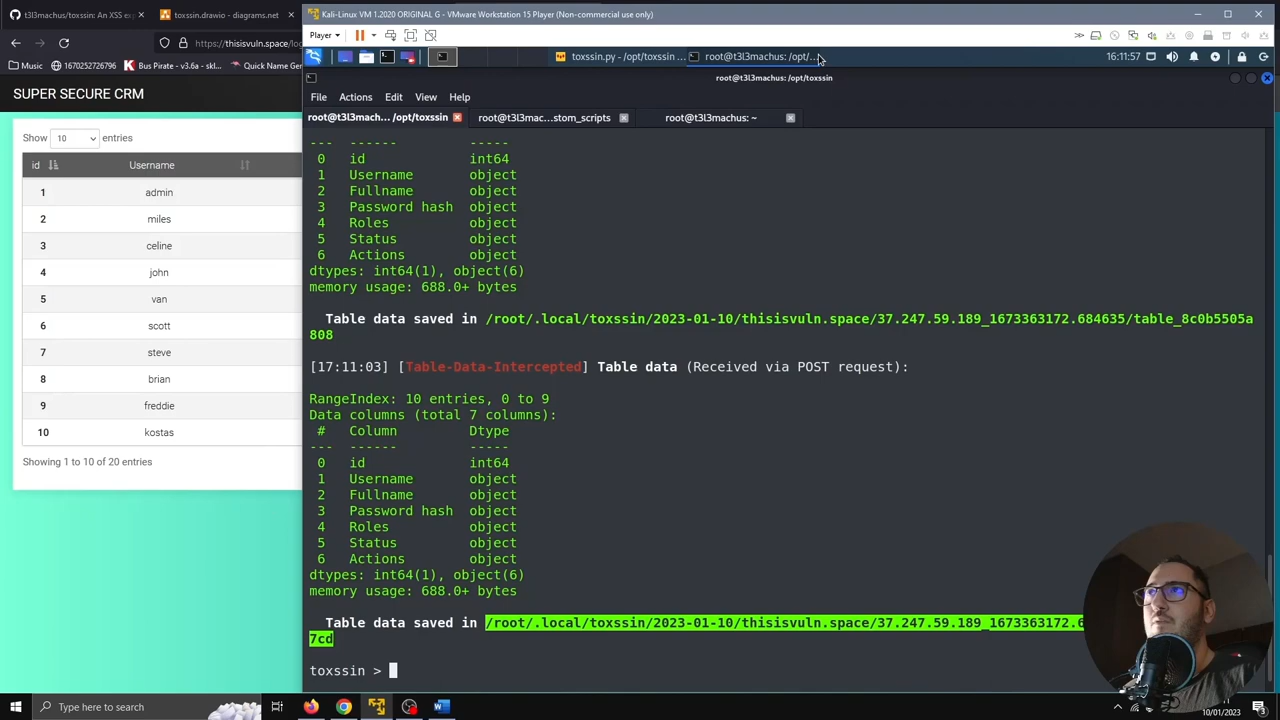 t3l3machus/toxssin: An XSS ex
toxssin.drawio - diagrams.net
https://thisisvuln.space/lo
Music
1670252728796
Bus Pirate - v3.6a - sk...
Quick Name Ger
SUPER SECURE CRM
Show 10 entries
id Username
1 admin
2 miles
3 celine
4 john
5 van
6 scott
7 steve
8 brian
9 freddie
10 kostas
Showing 1 to 10 of 20 entries
Kali-Linux VM 1.2020 ORIGINAL G - VMware Workstation 15 Player (Non-commercial use only)
Player
toxssin.py - /opt/toxssin ...
root@t3l3machus: /opt/...
16:11:57
root@t3l3machus: /opt/toxssin
File Actions Edit View Help
root@t3l3mach... /opt/toxssin
root@t3l3mac...stom_scripts
root@t3l3machus: ~
--- ------ -----
0 id int64
1 Username object
2 Fullname object
3 Password hash object
4 Roles object
5 Status object
6 Actions object
dtypes: int64(1), object(6)
memory usage: 688.0+ bytes
Table data saved in /root/.local/toxssin/2023-01-10/thisisvuln.space/37.247.59.189_1673363172.684635/table_8c0b5505a
808
[17:11:03] [Table-Data-Intercepted] Table data (Received via POST request):
RangeIndex: 10 entries, 0 to 9
Data columns (total 7 columns):
# Column Dtype
--- ------ -----
0 id int64
1 Username object
2 Fullname object
3 Password hash object
4 Roles object
5 Status object
6 Actions object
dtypes: int64(1), object(6)
memory usage: 688.0+ bytes
Table data saved in /root/.local/toxssin/2023-01-10/thisisvuln.space/37.247.59.189_1673363172.6
7cd
toxssin >
Type here to search
10/01/2023